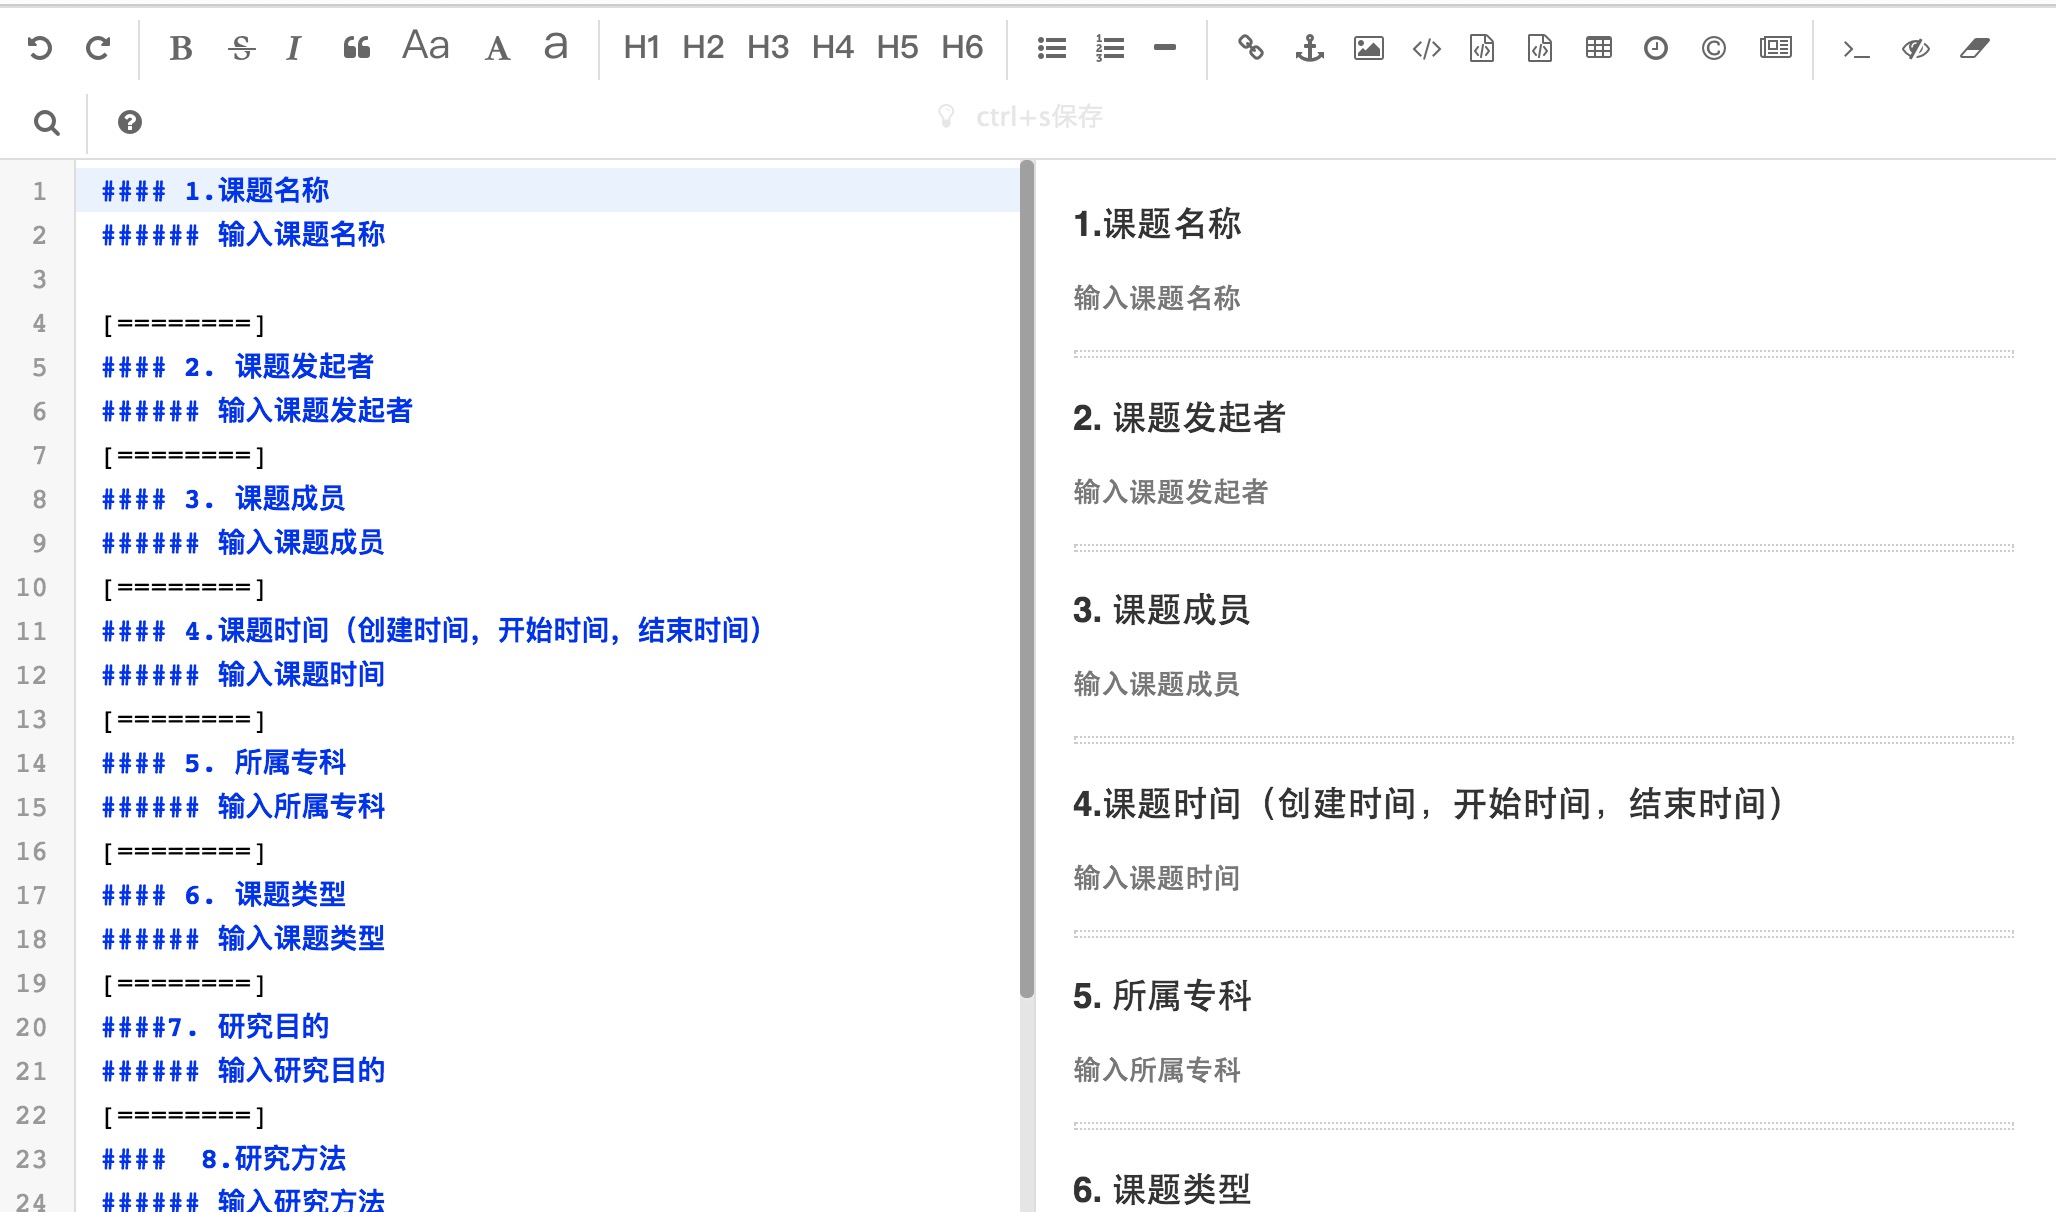 B S I Aa A a H1 H2 H3 H4 H5 H6
ctrl+s保存
1 #### 1.课题名称
2 ###### 输入课题名称
3
4 [========]
5 #### 2. 课题发起者
6 ###### 输入课题发起者
7 [========]
8 #### 3. 课题成员
9 ###### 输入课题成员
10 [========]
11 #### 4.课题时间（创建时间，开始时间，结束时间）
12 ###### 输入课题时间
13 [========]
14 #### 5. 所属专科
15 ###### 输入所属专科
16 [========]
17 #### 6. 课题类型
18 ###### 输入课题类型
19 [========]
20 ####7. 研究目的
21 ###### 输入研究目的
22 [========]
23 ####  8.研究方法
24 ###### 输入研究方法
1.课题名称
输入课题名称
2. 课题发起者
输入课题发起者
3. 课题成员
输入课题成员
4.课题时间（创建时间，开始时间，结束时间）
输入课题时间
5. 所属专科
输入所属专科
6. 课题类型